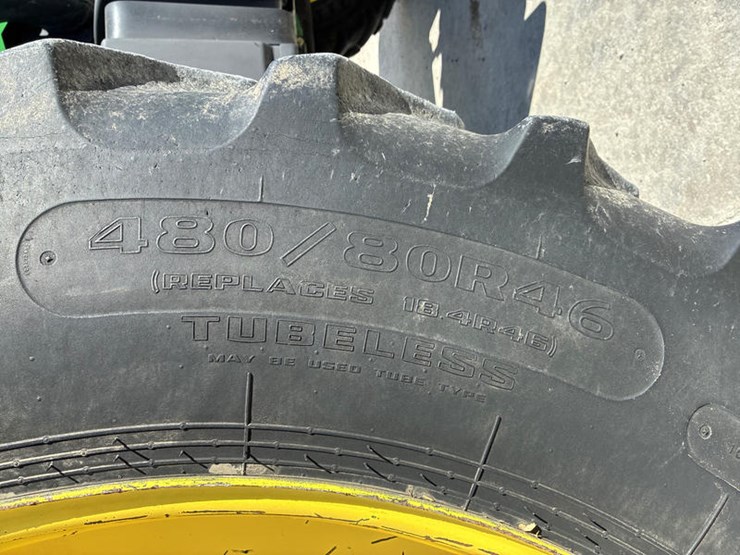 480/80R46
(REPLACES 18.4R46)
TUBELESS
MAY BE USED TUBE TYPE